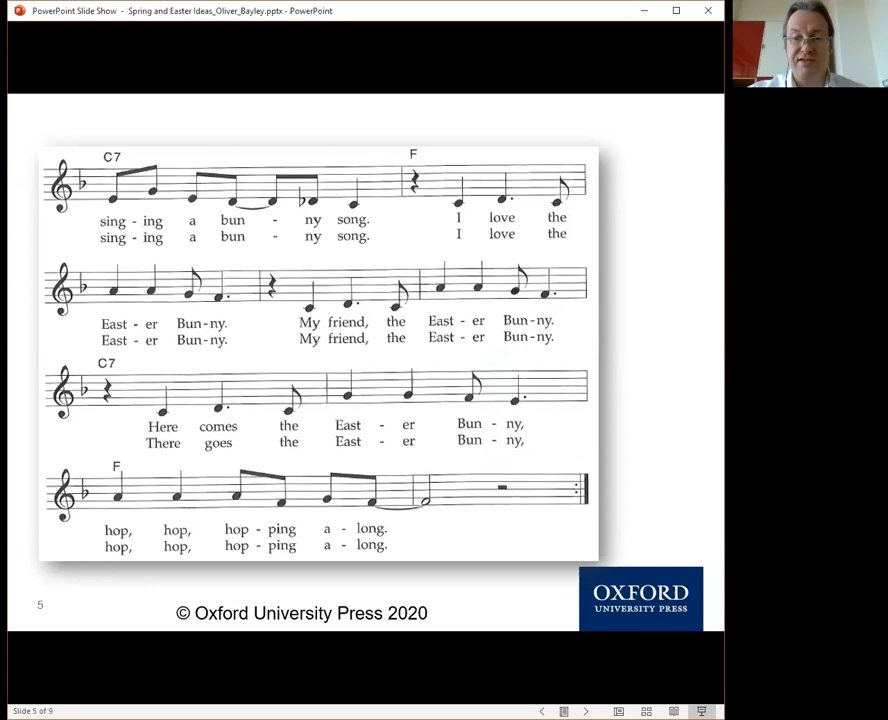 PowerPoint Slide Show - Spring and Easter Ideas_Oliver_Bayley.pptx - PowerPoint
C7 F
sing - ing a bun - ny song. I love the
sing - ing a bun - ny song. I love the
East - er Bun - ny. My friend, the East - er Bun - ny.
East - er Bun - ny. My friend, the East - er Bun - ny.
C7
Here comes the East - er Bun - ny,
There goes the East - er Bun - ny,
F
hop, hop, hop - ping a - long.
hop, hop, hop - ping a - long.
5
© Oxford University Press 2020
OXFORD
UNIVERSITY PRESS
Slide 5 of 9